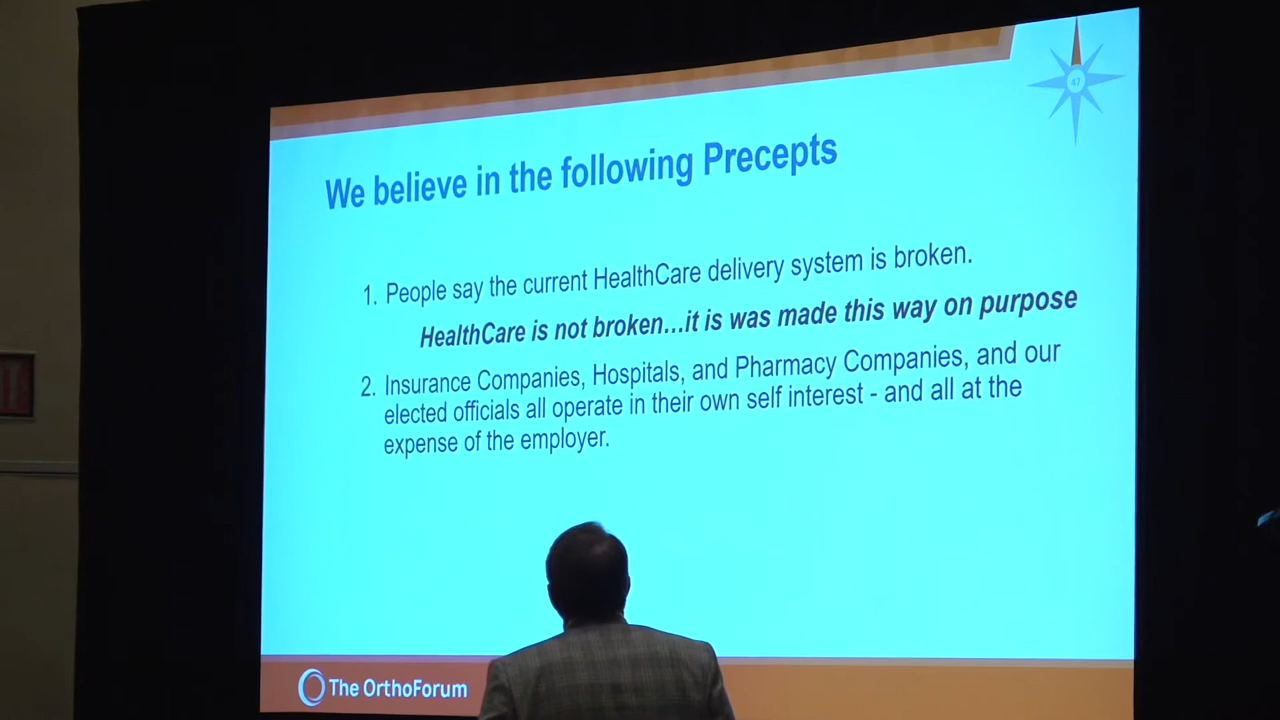 47
We believe in the following Precepts
1. People say the current HealthCare delivery system is broken.
HealthCare is not broken...it is was made this way on purpose
2. Insurance Companies, Hospitals, and Pharmacy Companies, and our
elected officials all operate in their own self interest - and all at the
expense of the employer.
The OrthoForum